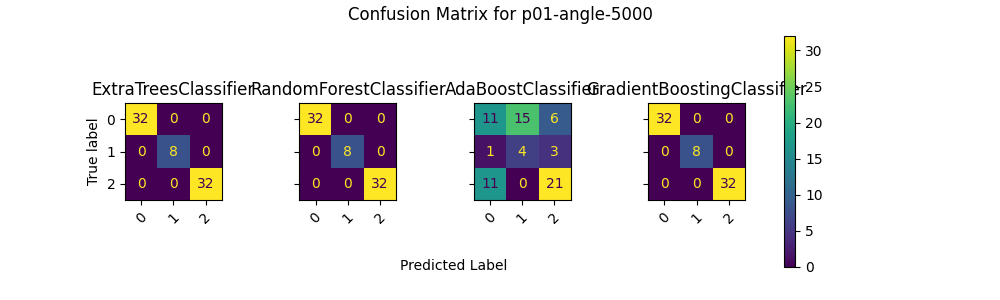 Confusion Matrix for p01-angle-5000
ExtraTreesClassifier RandomForestClassifier AdaBoostClassifier GradientBoostingClassifier
True label
0 32 0 0 32 0 0 11 15 6 32 0 0
1 0 8 0 0 8 0 1 4 3 0 8 0
2 0 0 32 0 0 32 11 0 21 0 0 32
0 1 2 0 1 2 0 1 2 0 1 2
Predicted Label
30
25
20
15
10
5
0